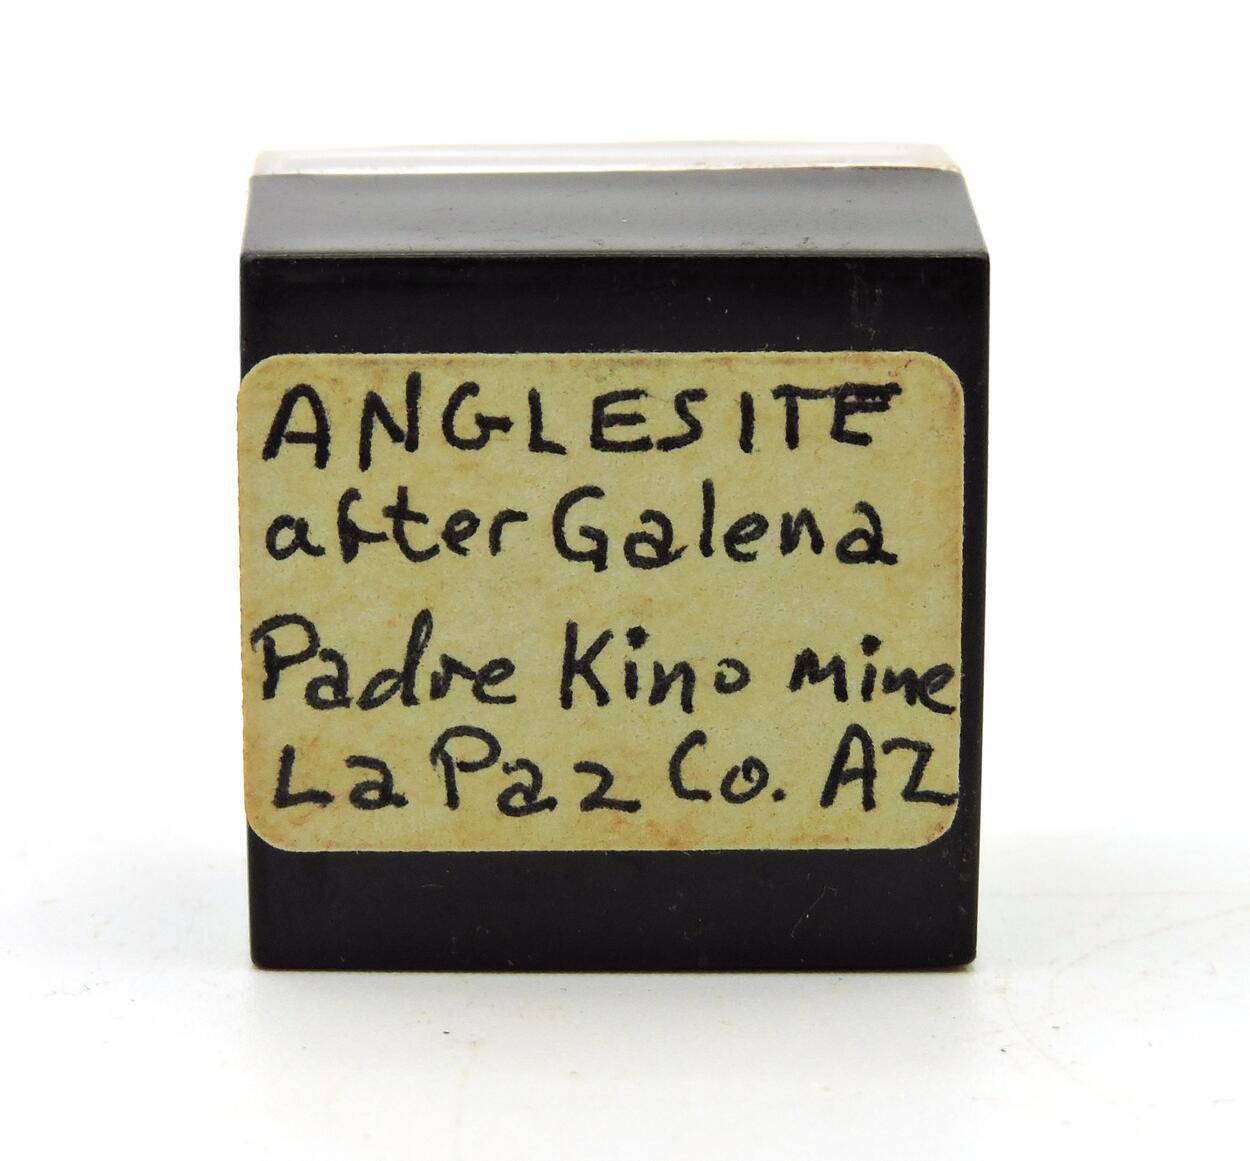 ANGLESITE
after Galena
Padre Kino mine
La Paz Co. AZ